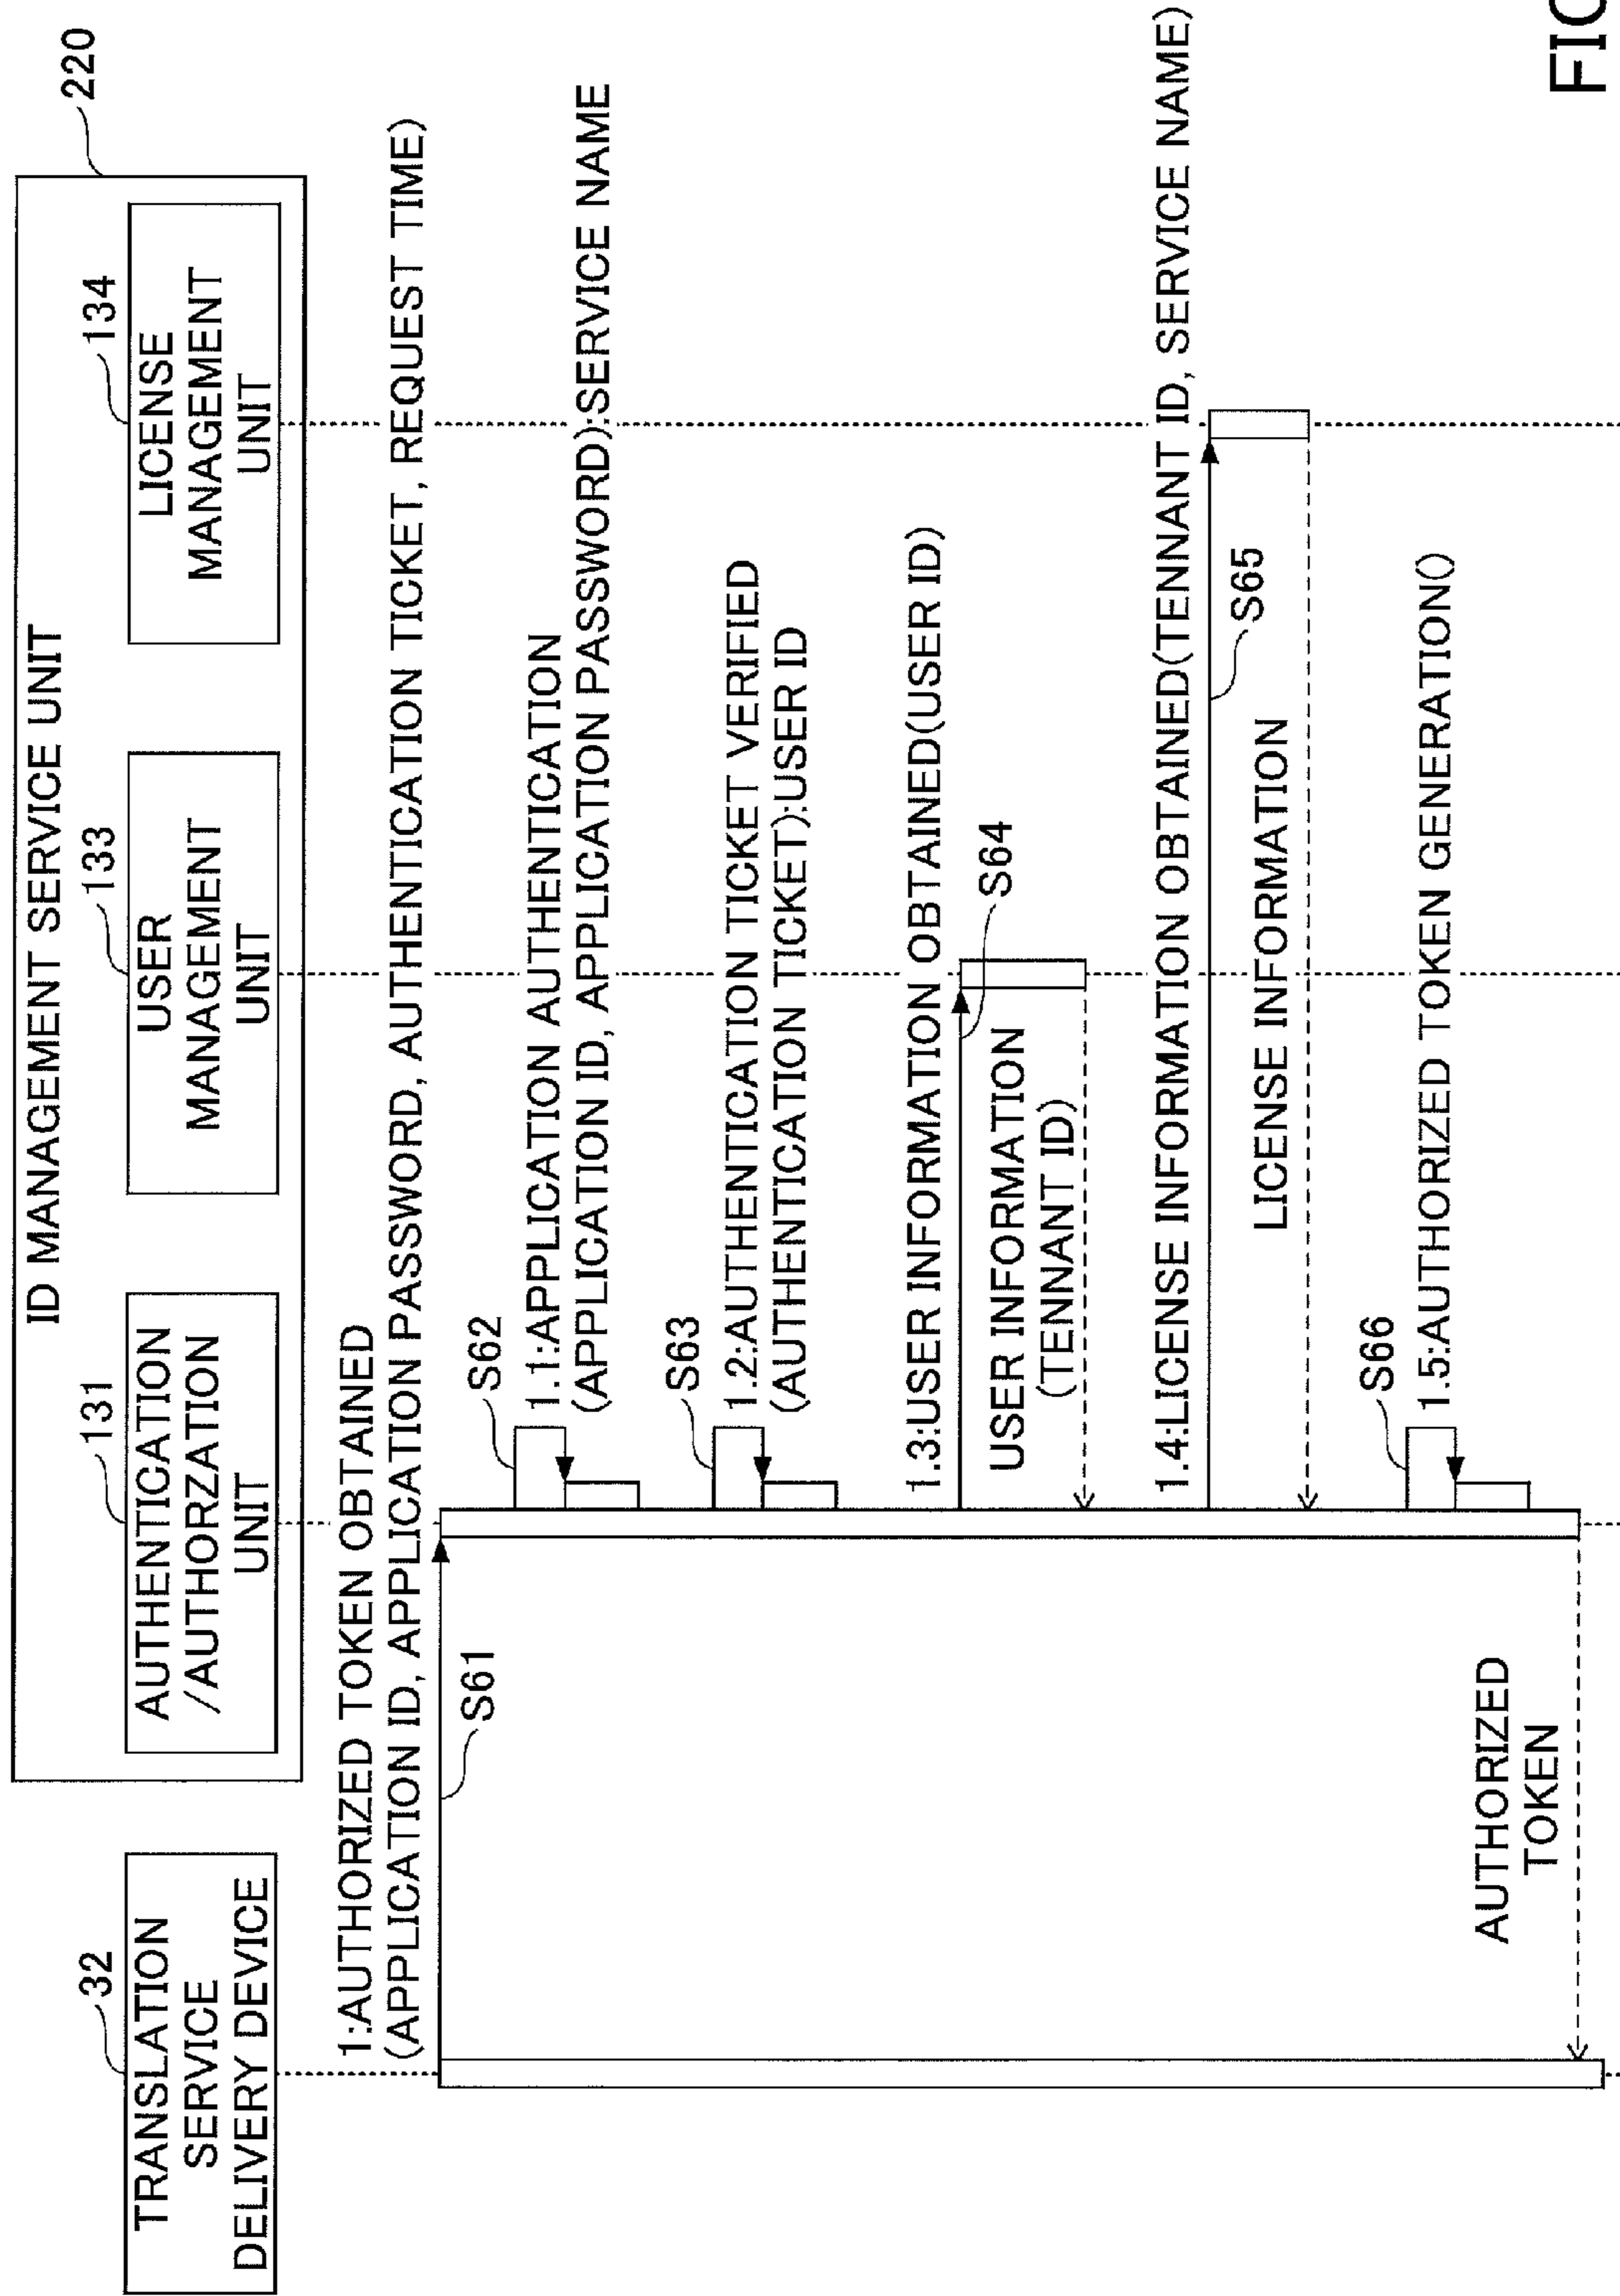 ID MANAGEMENT SERVICE UNIT
220
32
TRANSLATION
SERVICE
DELIVERY DEVICE
131
AUTHENTICATION
/AUTHORIZATION
UNIT
133
USER
MANAGEMENT
UNIT
134
LICENSE
MANAGEMENT
UNIT
1:AUTHORIZED TOKEN OBTAINED
(APPLICATION ID, APPLICATION PASSWORD, AUTHENTICATION TICKET, REQUEST TIME)
S61
S62
1.1:APPLICATION AUTHENTICATION
(APPLICATION ID, APPLICATION PASSWORD):SERVICE NAME
S63
1.2:AUTHENTICATION TICKET VERIFIED
(AUTHENTICATION TICKET):USER ID
1.3:USER INFORMATION OBTAINED(USER ID)
S64
USER INFORMATION
(TENNANT ID)
1.4:LICENSE INFORMATION OBTAINED(TENNANT ID, SERVICE NAME)
S65
LICENSE INFORMATION
S66
1.5:AUTHORIZED TOKEN GENERATION()
AUTHORIZED
TOKEN